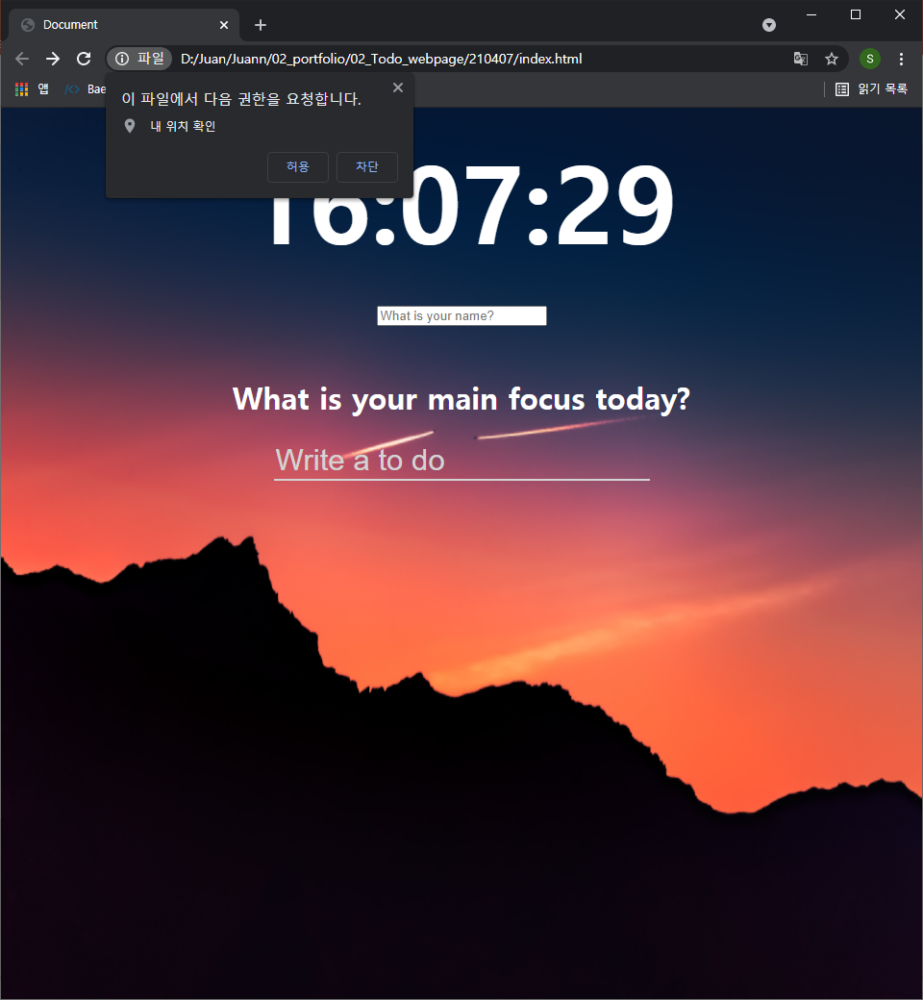 Document
파일
D:/Juan/Juann/02_portfolio/02_Todo_webpage/210407/index.html
S
앱
</> Bae
읽기 목록
이 파일에서 다음 권한을 요청합니다.
내 위치 확인
허용
차단
16:07:29
What is your name?
What is your main focus today?
Write a to do